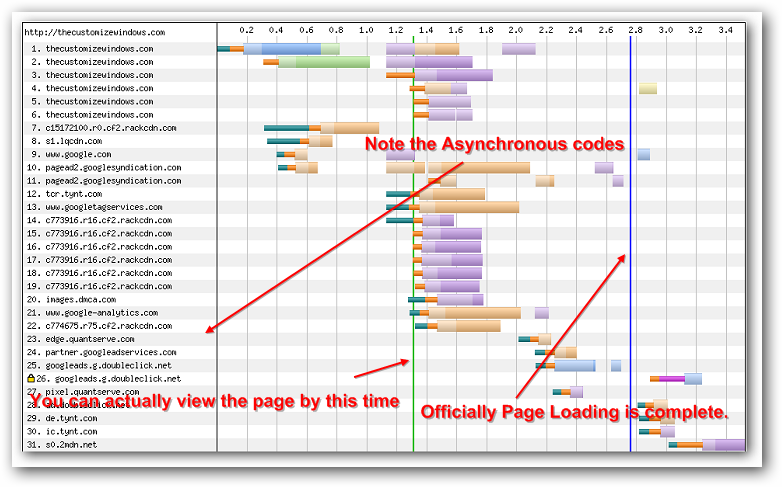 http://thecustomizewindows.com 0.2 0.4 0.6 0.8 1.0 1.2 1.4 1.6 1.8 2.0 2.2 2.4 2.6 2.8 3.0 3.2 3.4
1. thecustomizewindows.com
2. thecustomizewindows.com
3. thecustomizewindows.com
4. thecustomizewindows.com
5. thecustomizewindows.com
6. thecustomizewindows.com
7. c15172100.r0.cf2.rackcdn.com
8. s1.lqcdn.com
Note the Asynchronous codes
9. www.google.com
10. pagead2.googlesyndication.com
11. pagead2.googlesyndication.com
12. tcr.tynt.com
13. www.googletagservices.com
14. c773916.r16.cf2.rackcdn.com
15. c773916.r16.cf2.rackcdn.com
16. c773916.r16.cf2.rackcdn.com
17. c773916.r16.cf2.rackcdn.com
18. c773916.r16.cf2.rackcdn.com
19. c773916.r16.cf2.rackcdn.com
20. images.dmca.com
21. www.google-analytics.com
22. c774675.r75.cf2.rackcdn.com
23. edge.quantserve.com
24. partner.googleadservices.com
25. googleads.g.doubleclick.net
26. googleads.g.doubleclick.net
27. pixel.quantserve.com
You can actually view the page by this time
28. ad.doubleclick.net
Officially Page Loading is complete.
29. de.tynt.com
30. ic.tynt.com
31. s0.2mdn.net